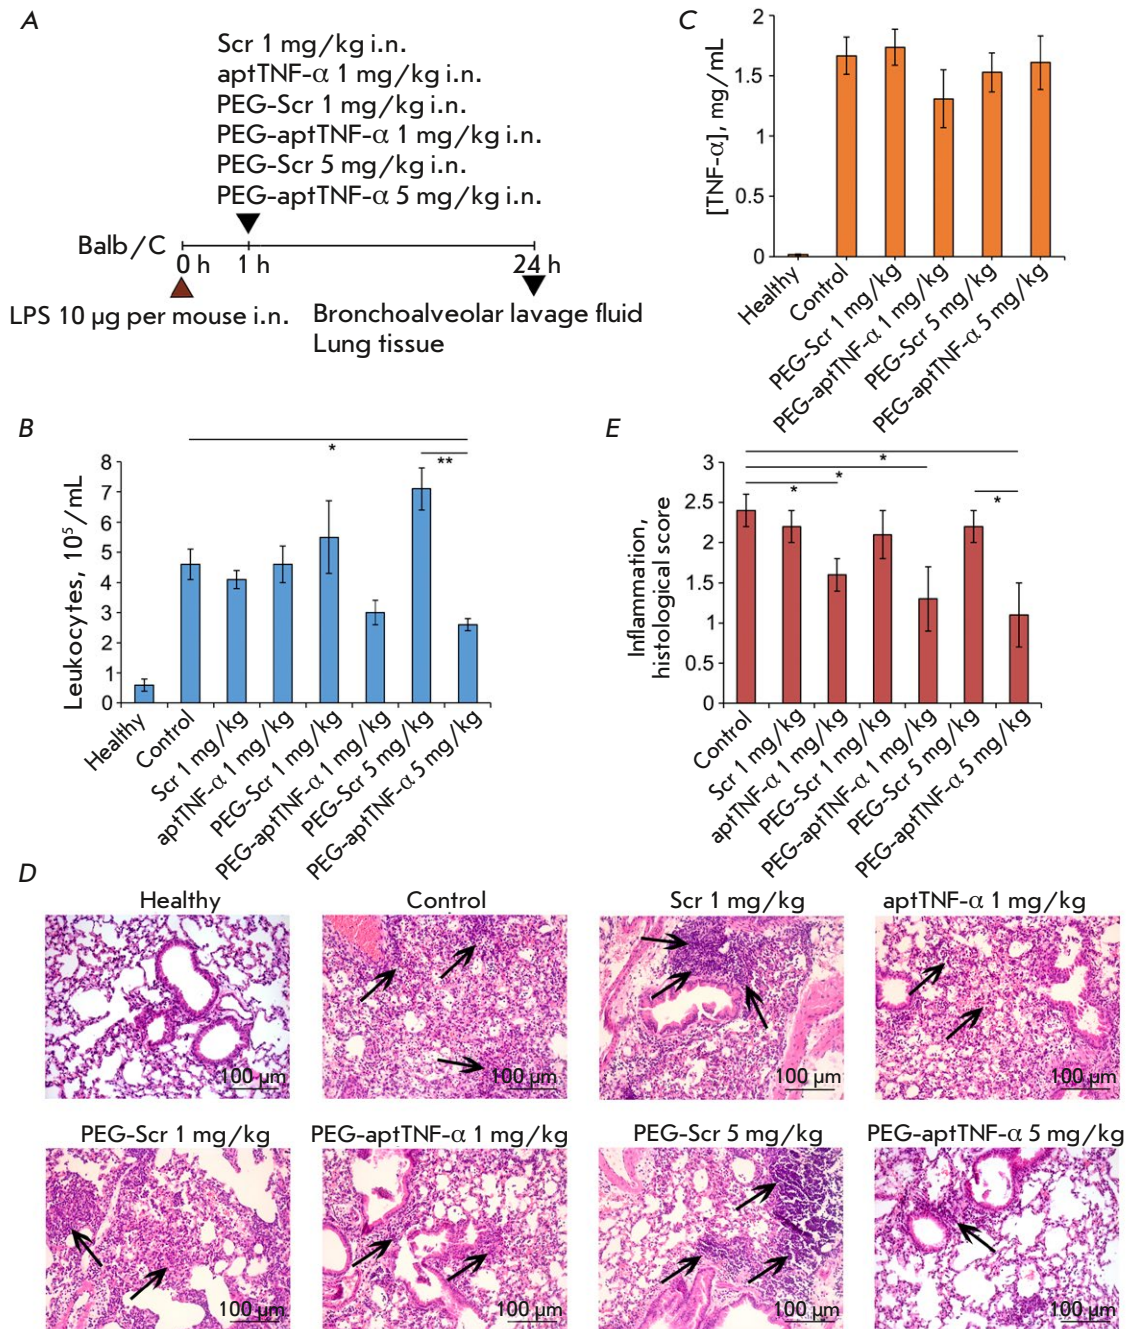 A
Scr 1 mg/kg i.n.
aptTNF-α 1 mg/kg i.n.
PEG-Scr 1 mg/kg i.n.
PEG-aptTNF-α 1 mg/kg i.n.
PEG-Scr 5 mg/kg i.n.
PEG-aptTNF-α 5 mg/kg i.n.
Balb/C
0 h
1 h
24 h
LPS 10 µg per mouse i.n.
Bronchoalveolar lavage fluid
Lung tissue
C
[TNF-α], mg/mL
2
1.5
1
0.5
0
Healthy
Control
PEG-Scr 1 mg/kg
PEG-aptTNF-α 1 mg/kg
PEG-Scr 5 mg/kg
PEG-aptTNF-α 5 mg/kg
B
Leukocytes, 10⁵/mL
8
7
6
5
4
3
2
1
0
*
**
Healthy
Control
Scr 1 mg/kg
aptTNF-α 1 mg/kg
PEG-Scr 1 mg/kg
PEG-aptTNF-α 1 mg/kg
PEG-Scr 5 mg/kg
PEG-aptTNF-α 5 mg/kg
E
Inflammation,
histological score
3
2.5
2
1.5
1
0.5
0
*
*
*
*
Control
Scr 1 mg/kg
aptTNF-α 1 mg/kg
PEG-Scr 1 mg/kg
PEG-aptTNF-α 1 mg/kg
PEG-Scr 5 mg/kg
PEG-aptTNF-α 5 mg/kg
D
Healthy
Control
Scr 1 mg/kg
aptTNF-α 1 mg/kg
100 µm
100 µm
100 µm
100 µm
PEG-Scr 1 mg/kg
PEG-aptTNF-α 1 mg/kg
PEG-Scr 5 mg/kg
PEG-aptTNF-α 5 mg/kg
100 µm
100 µm
100 µm
100 µm